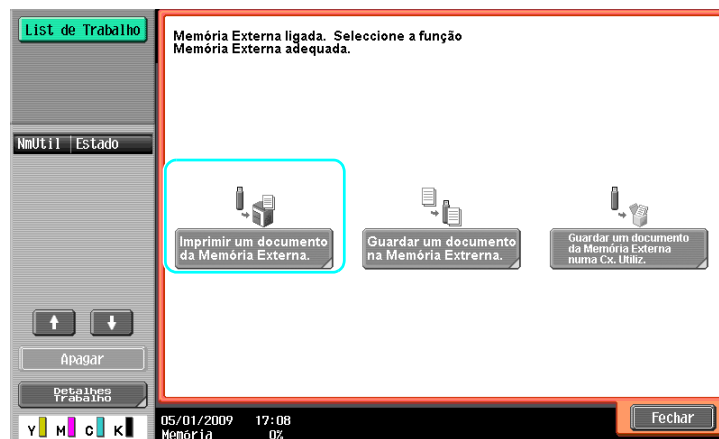 List de Trabalho
Memória Externa ligada. Seleccione a função
Memória Externa adequada.
NmUtil Estado
Imprimir um documento
da Memória Externa.
Guardar um documento
na Memória Extrerna.
Guardar um documento
da Memória Externa
numa Cx. Utiliz.
Apagar
Detalhes
Trabalho
Fechar
05/01/2009 17:08
Memória 0%
Y M C K